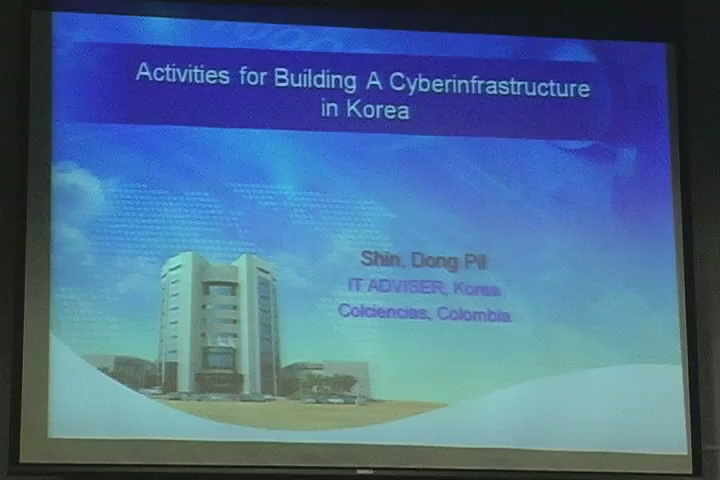 Activities for Building A Cyberinfrastructure
in Korea
Shin, Dong Pil
IT ADVISER, Korea
Colciencias, Colombia